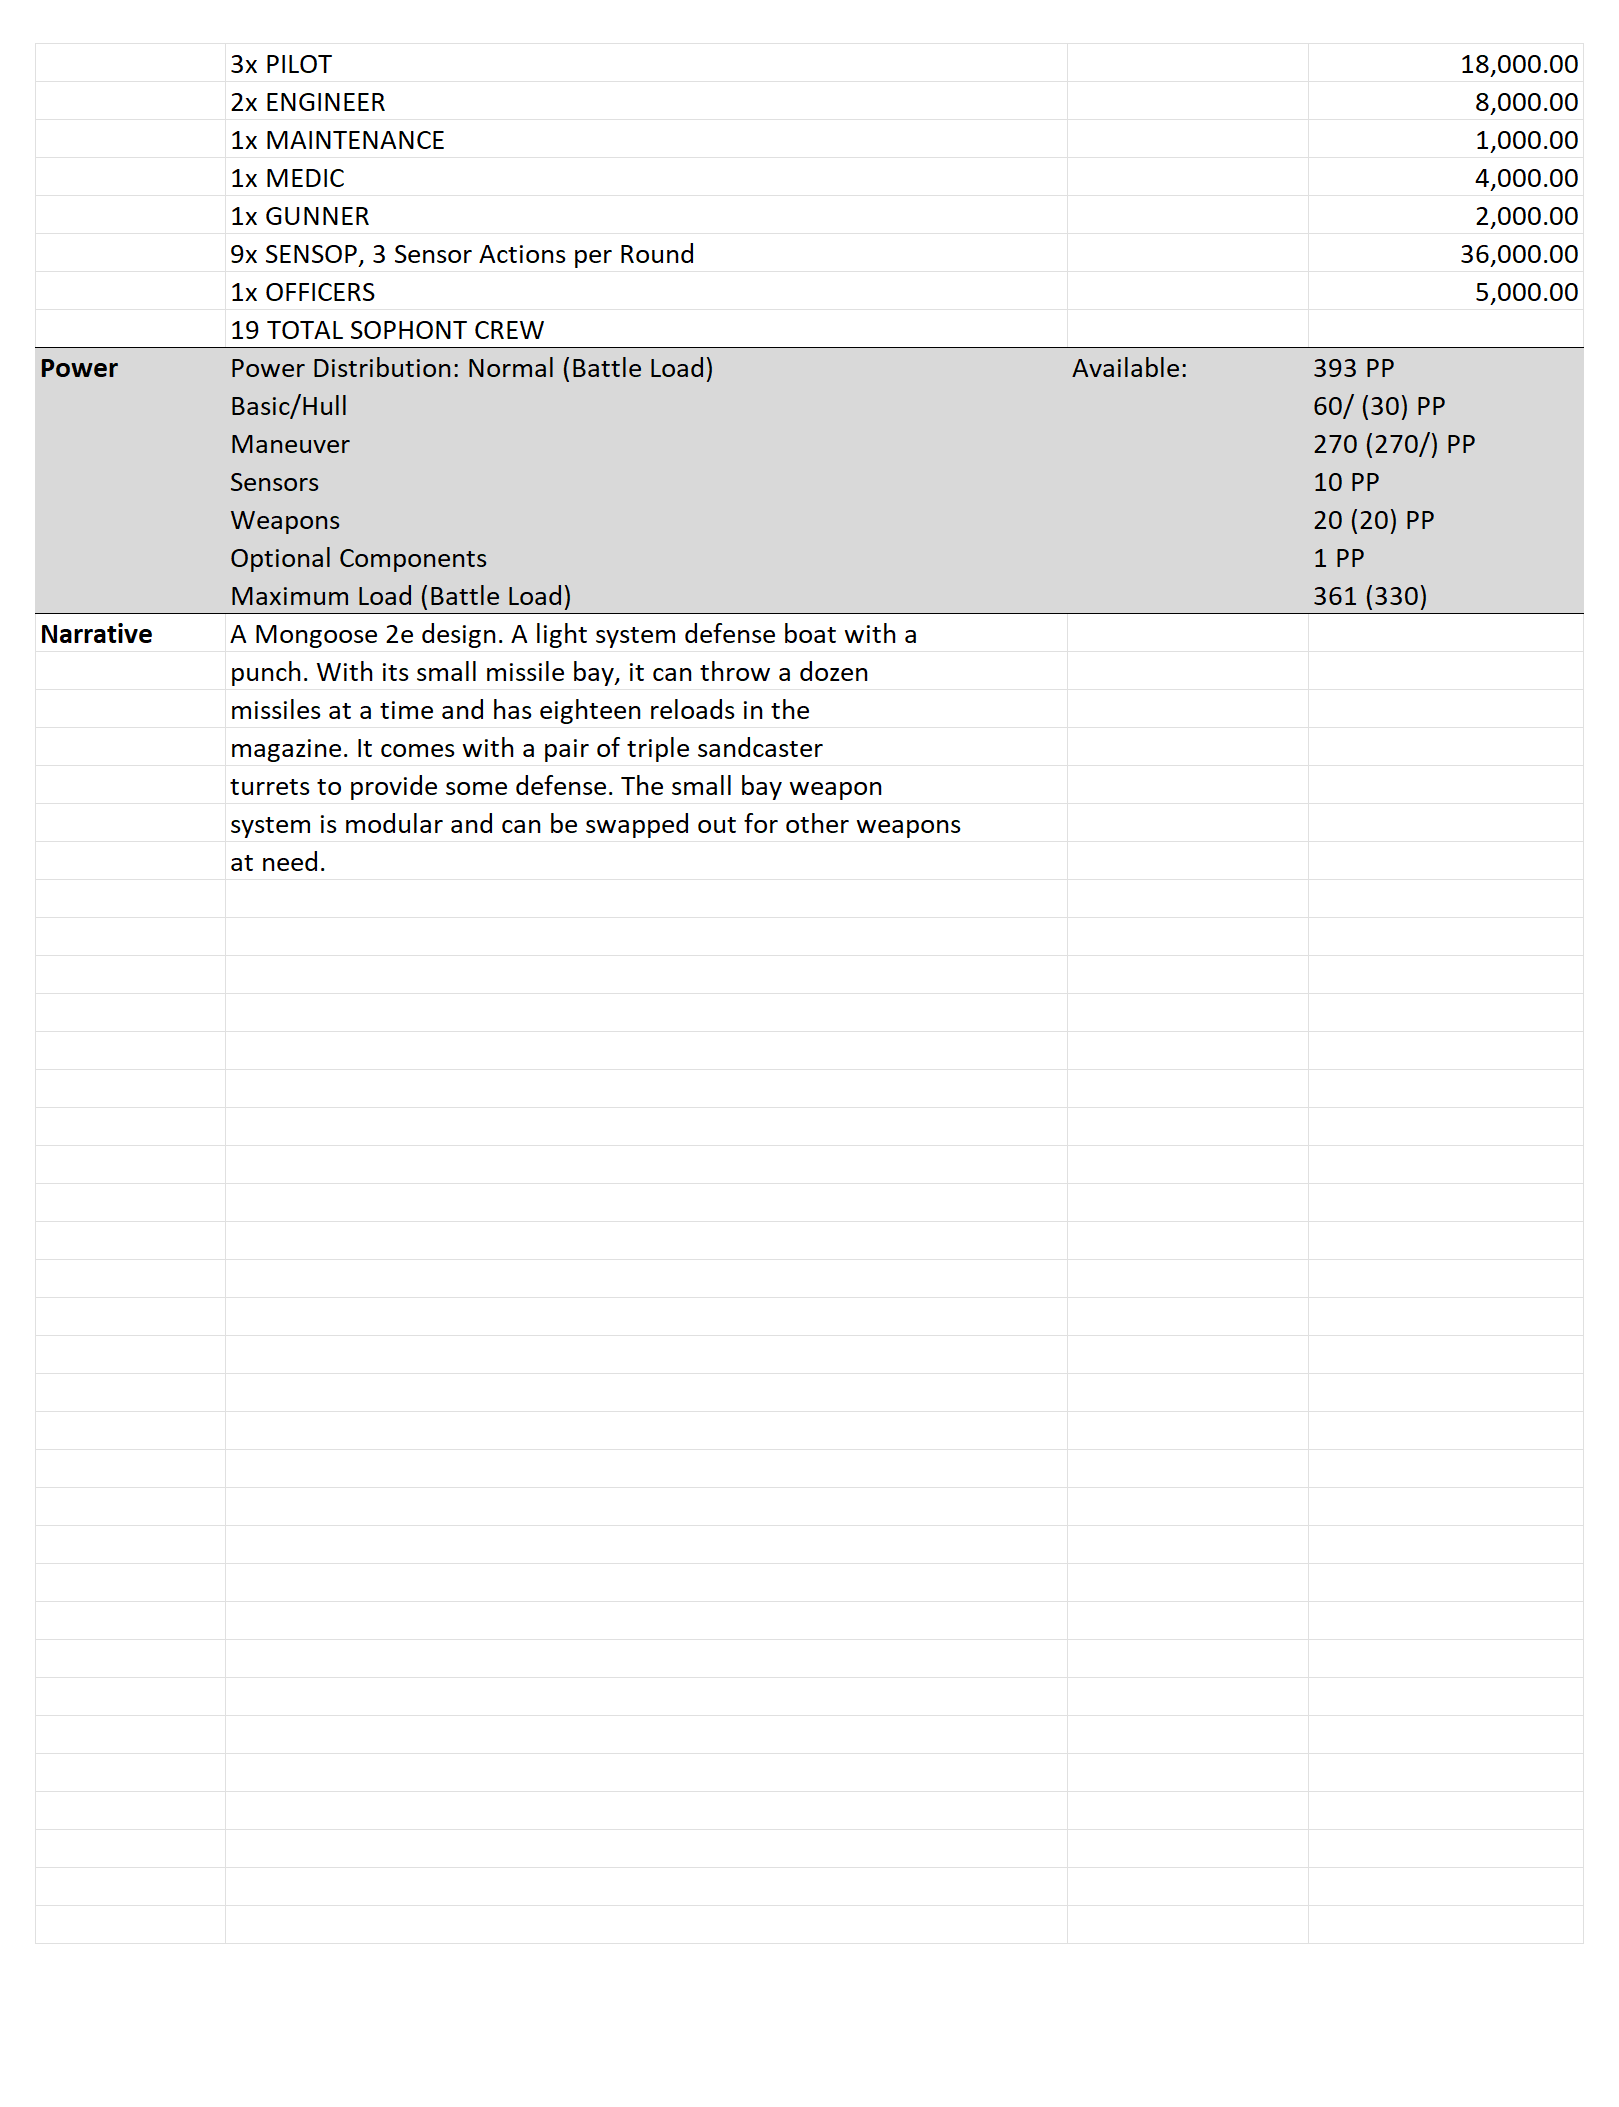 3x PILOT 18,000.00
2x ENGINEER 8,000.00
1x MAINTENANCE 1,000.00
1x MEDIC 4,000.00
1x GUNNER 2,000.00
9x SENSOP, 3 Sensor Actions per Round 36,000.00
1x OFFICERS 5,000.00
19 TOTAL SOPHONT CREW
Power Power Distribution: Normal (Battle Load) Available: 393 PP
Basic/Hull 60/ (30) PP
Maneuver 270 (270/) PP
Sensors 10 PP
Weapons 20 (20) PP
Optional Components 1 PP
Maximum Load (Battle Load) 361 (330)
Narrative A Mongoose 2e design. A light system defense boat with a
punch. With its small missile bay, it can throw a dozen
missiles at a time and has eighteen reloads in the
magazine. It comes with a pair of triple sandcaster
turrets to provide some defense. The small bay weapon
system is modular and can be swapped out for other weapons
at need.